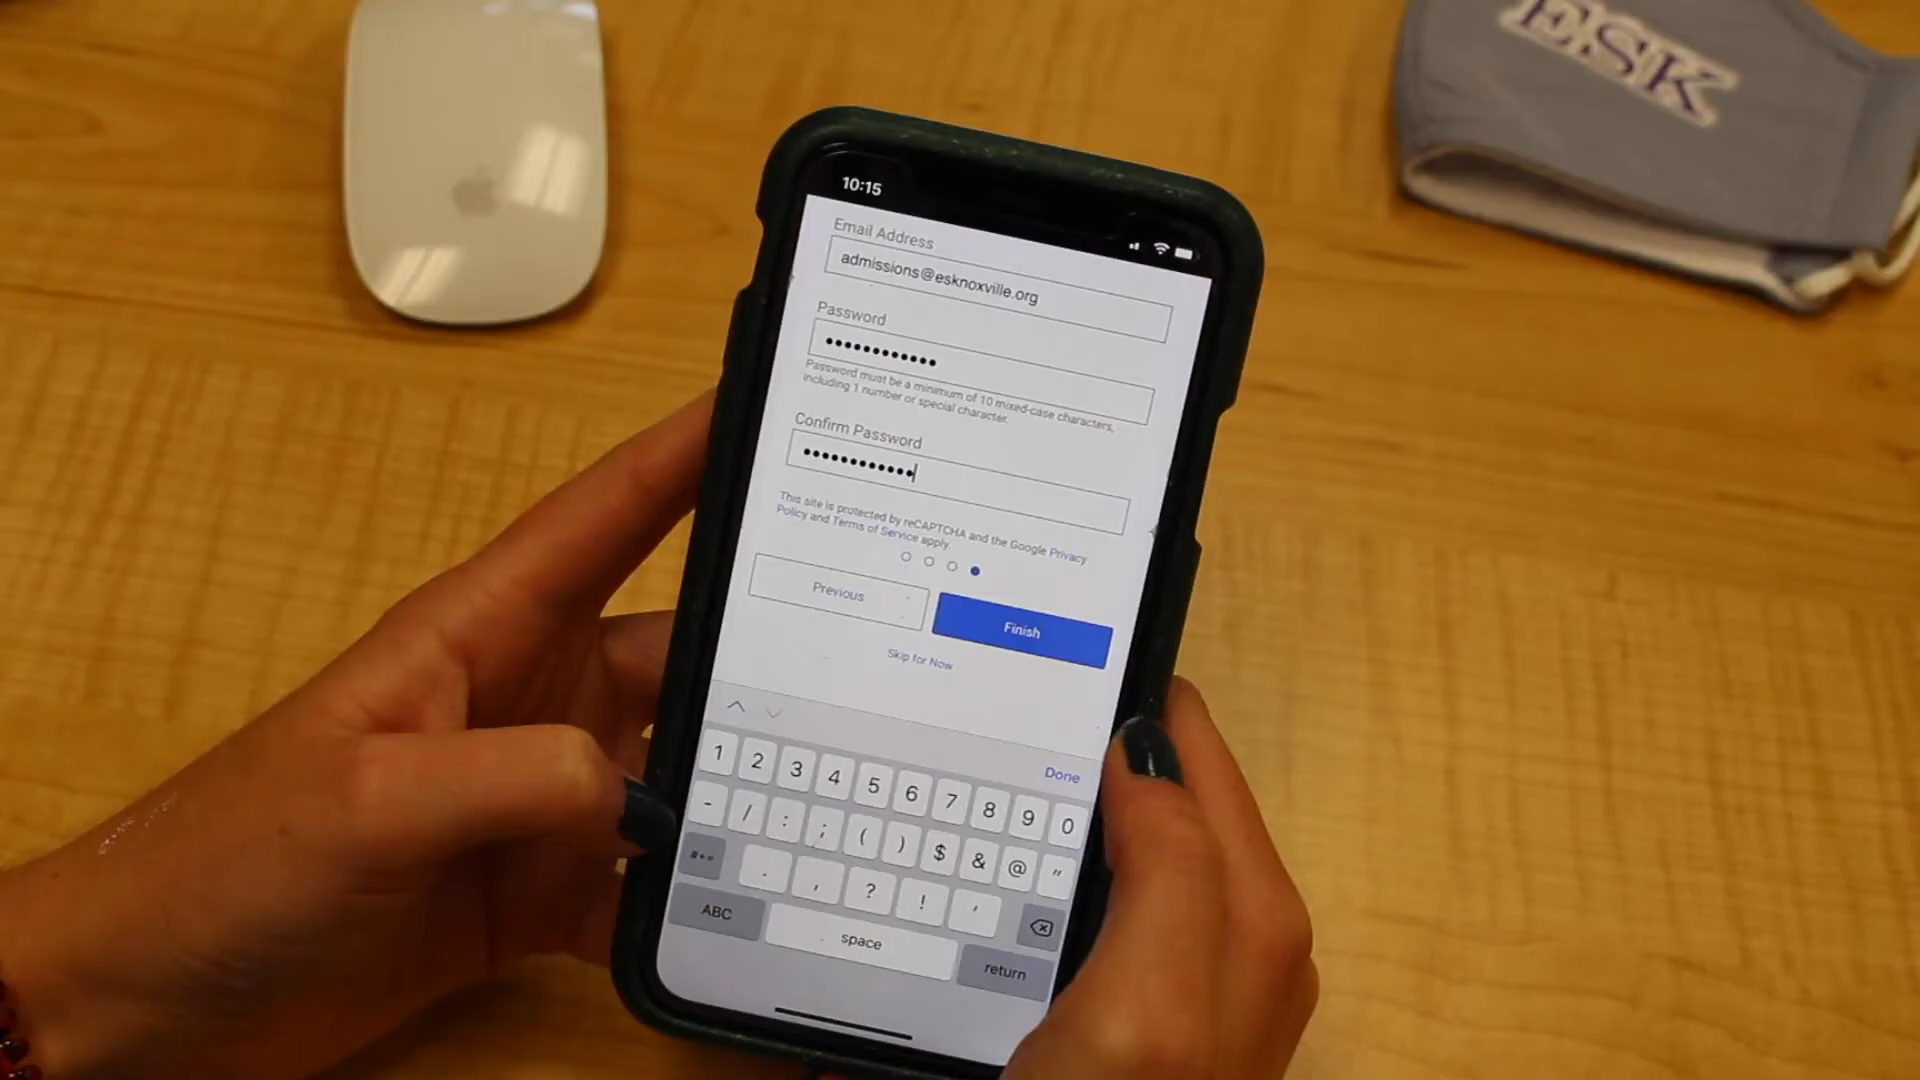 ESK
10:15
Email Address
admissions@esknoxville.org
Password
••••••••••••
Password must be a minimum of 10 mixed-case characters,
including 1 number or special character.
Confirm Password
••••••••••••
This site is protected by reCAPTCHA and the Google Privacy
Policy and Terms of Service apply.
Previous
Finish
Skip for Now
Done
1 2 3 4 5 6 7 8 9 0
- / : ; ( ) $ & @ "
#+= . , ? ! '
ABC space return